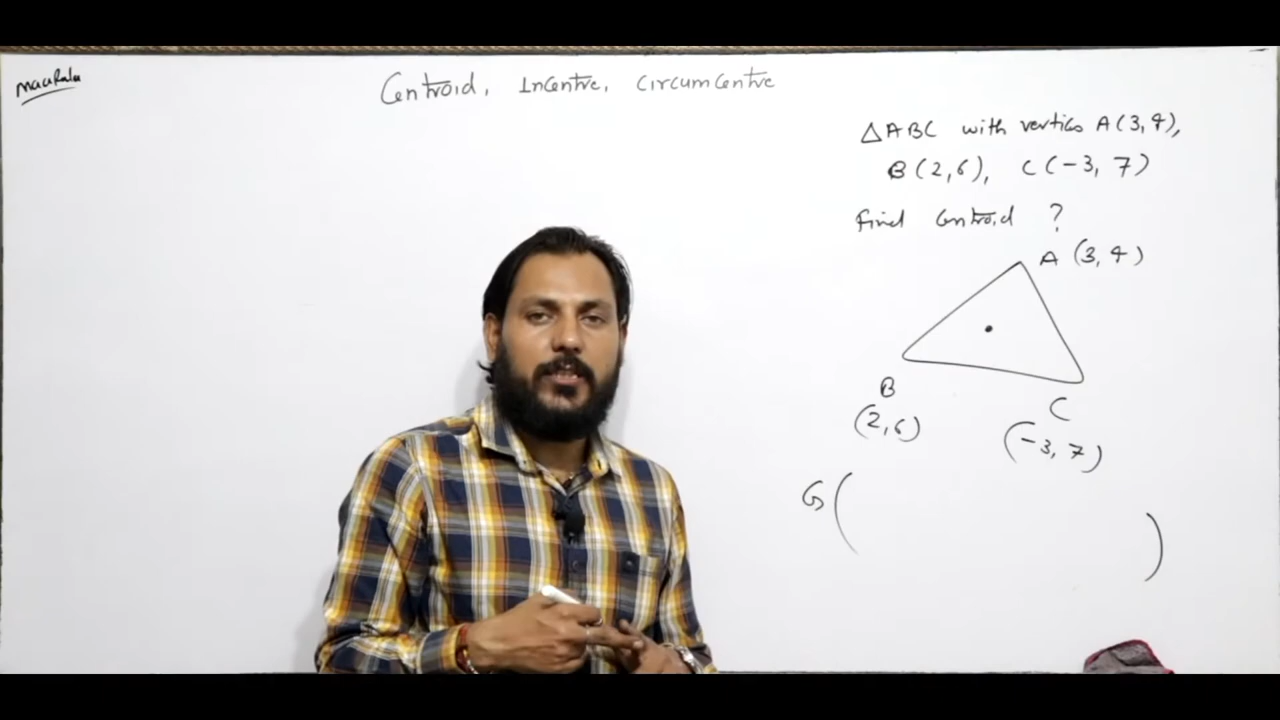 Centroid, Incentre, Circumcentre
△ABC with vertics A(3,4),
B(2,6), C(-3, 7)
find Centroid ?
A (3,4)
B
(2,6)
C
(-3, 7)
G( )